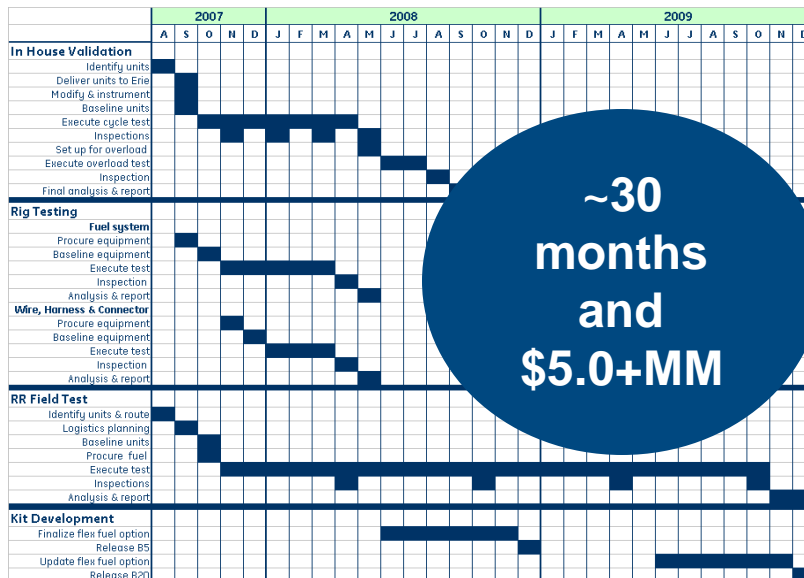 2007 2008 2009
A S O N D J F M A M J J A S O N D J F M A M J J A S O N D
In House Validation
Identify units
Deliver units to Erie
Modify & instrument
Baseline units
Execute cycle test
Inspections
Set up for overload
Execute overload test
Inspection
Final analysis & report
~30
months
and
$5.0+MM
Rig Testing
Fuel system
Procure equipment
Baseline equipment
Execute test
Inspection
Analysis & report
Wire, Harness & Connector
Procure equipment
Baseline equipment
Execute test
Inspection
Analysis & report
RR Field Test
Identify units & route
Logistics planning
Baseline units
Procure fuel
Execute test
Inspections
Analysis & report
Kit Development
Finalize flex fuel option
Release B5
Update flex fuel option
Release B20